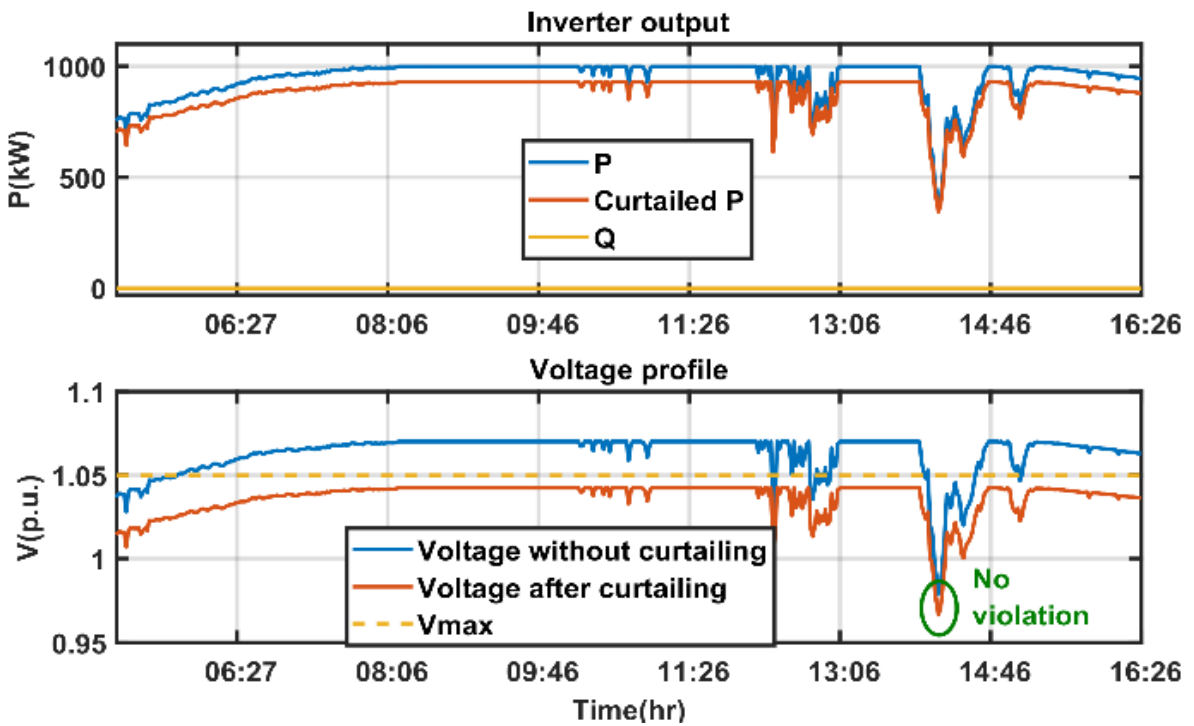 Inverter output
P(kW)
1000
500
0
P
Curtailed P
Q
06:27 08:06 09:46 11:26 13:06 14:46 16:26
Voltage profile
V(p.u.)
1.1
1.05
1
0.95
Voltage without curtailing
Voltage after curtailing
Vmax
No
violation
06:27 08:06 09:46 11:26 13:06 14:46 16:26
Time(hr)